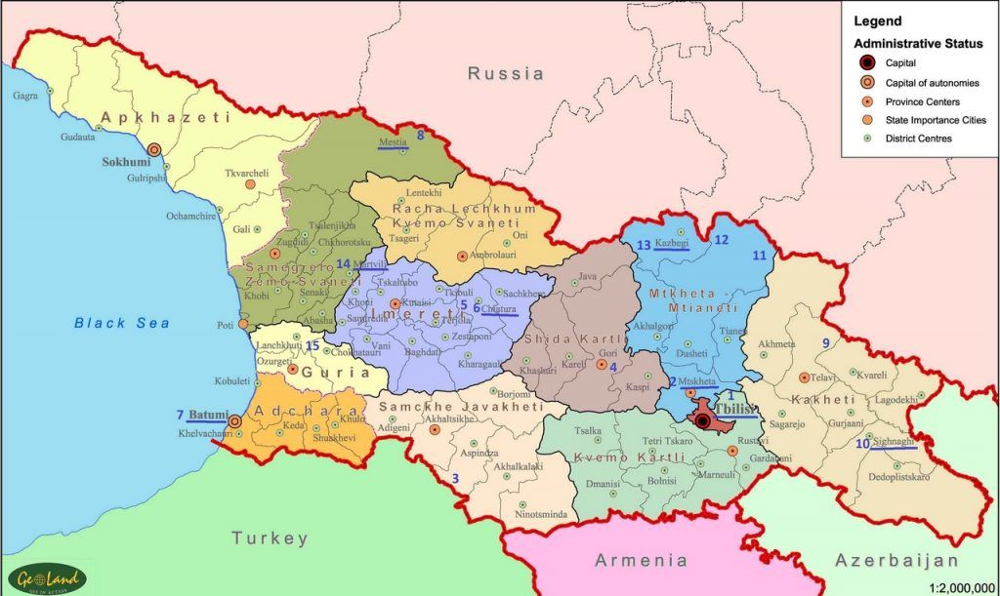 Legend
Administrative Status
Capital
Capital of autonomies
Province Centers
State Importance Cities
District Centres
Russia
Gagra
Apkhazeti
Gudauta
Sokhumi
Gulripshi
Tkvarcheli
Ochamchire
Gali
Mestia
8
Lentekhi
Racha Lechkhum
Kvemo Svaneti
Tsageri
Oni
Ambrolauri
Tsalenjikha
Zugdidi
Chkhorotsku
Samegrelo
Zemo Svaneti
14
Martvili
Khobi
Senaki
Abasha
Poti
Black Sea
Tskaltubo
Khoni
Kutaisi
Tkibuli
Sachkhere
5
6
Chiatura
Imereti
Samtredia
Terjola
Vani
Zestaponi
Baghdati
Kharagauli
Java
Shida Kartli
Gori
4
Kareli
Khashuri
Kaspi
13
Kazbegi
12
11
Mtkheta -
Mtianeti
Akhalgori
Tianeti
Dusheti
2
Mtskheta
1
Tbilisi
Akhmeta
9
Telavi
Kvareli
Kakheti
Lagodekhi
Sagarejo
Gurjaani
10
Sighnaghi
Dedoplistskaro
Lanchkhuti
15
Chokhatauri
Ozurgeti
Guria
Kobuleti
7
Batumi
Adchara
Khelvachauri
Keda
Khulo
Shuakhevi
Borjomi
Samckhe Javakheti
Adigeni
Akhaltsikhe
Aspindza
3
Akhalkalaki
Ninotsminda
Tsalka
Tetri Tskaro
Kvemo Kartli
Rustavi
Gardabani
Marneuli
Bolnisi
Dmanisi
Turkey
Armenia
Azerbaijan
GeoLand
GIS IN ACTION
1:2,000,000